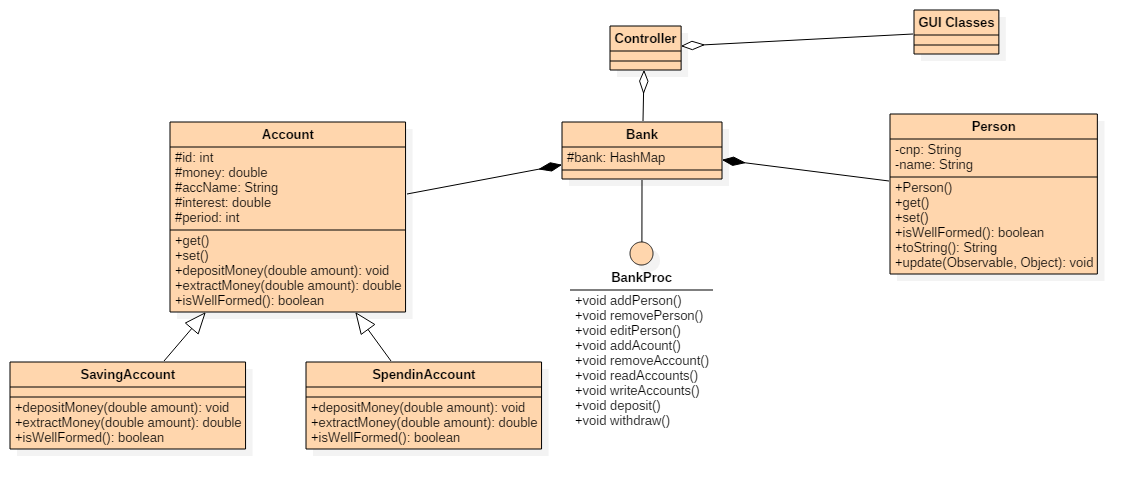 GUI Classes
Controller
Account
#id: int
#money: double
#accName: String
#interest: double
#period: int
+get()
+set()
+depositMoney(double amount): void
+extractMoney(double amount): double
+isWellFormed(): boolean
Bank
#bank: HashMap
Person
-cnp: String
-name: String
+Person()
+get()
+set()
+isWellFormed(): boolean
+toString(): String
+update(Observable, Object): void
BankProc
+void addPerson()
+void removePerson()
+void editPerson()
+void addAcount()
+void removeAccount()
+void readAccounts()
+void writeAccounts()
+void deposit()
+void withdraw()
SavingAccount
+depositMoney(double amount): void
+extractMoney(double amount): double
+isWellFormed(): boolean
SpendinAccount
+depositMoney(double amount): void
+extractMoney(double amount): double
+isWellFormed(): boolean